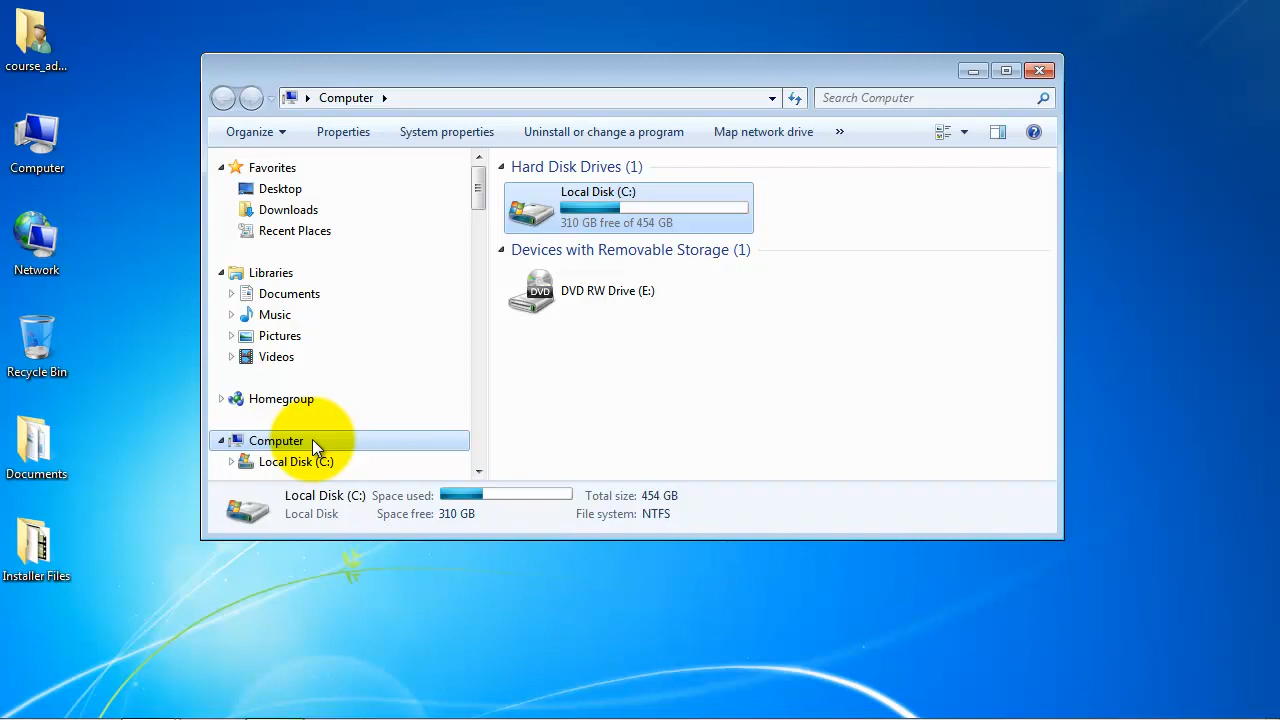 course_ad...
Computer
Network
Recycle Bin
Documents
Installer Files
Computer
Search Computer
Organize
Properties
System properties
Uninstall or change a program
Map network drive
»
Favorites
Desktop
Downloads
Recent Places
Libraries
Documents
Music
Pictures
Videos
Homegroup
Computer
Local Disk (C:)
Hard Disk Drives (1)
Local Disk (C:)
310 GB free of 454 GB
Devices with Removable Storage (1)
DVD
DVD RW Drive (E:)
Local Disk (C:) Space used: Total size: 454 GB
Local Disk Space free: 310 GB File system: NTFS